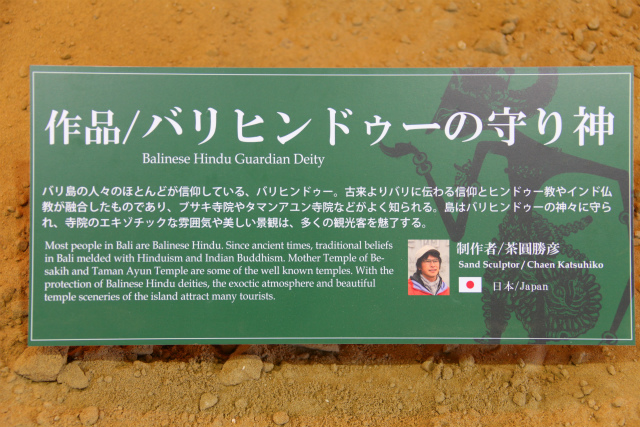 作品/バリヒンドゥーの守り神
Balinese Hindu Guardian Deity
バリ島の人々のほとんどが信仰している、バリヒンドゥー。古来よりバリに伝わる信仰とヒンドゥー教やインド仏
教が融合したものであり、ブサキ寺院やタマンアユン寺院などがよく知られる。島はバリヒンドゥーの神々に守ら
れ、寺院のエキゾチックな雰囲気や美しい景観は、多くの観光客を魅了する。
Most people in Bali are Balinese Hindu. Since ancient times, traditional beliefs
in Bali melded with Hinduism and Indian Buddhism. Mother Temple of Be-
sakih and Taman Ayun Temple are some of the well known temples. With the
protection of Balinese Hindu deities, the exoctic atmosphere and beautiful
temple sceneries of the island attract many tourists.
制作者/茶圓勝彦
Sand Sculptor/Chaen Katsuhiko
日本/Japan